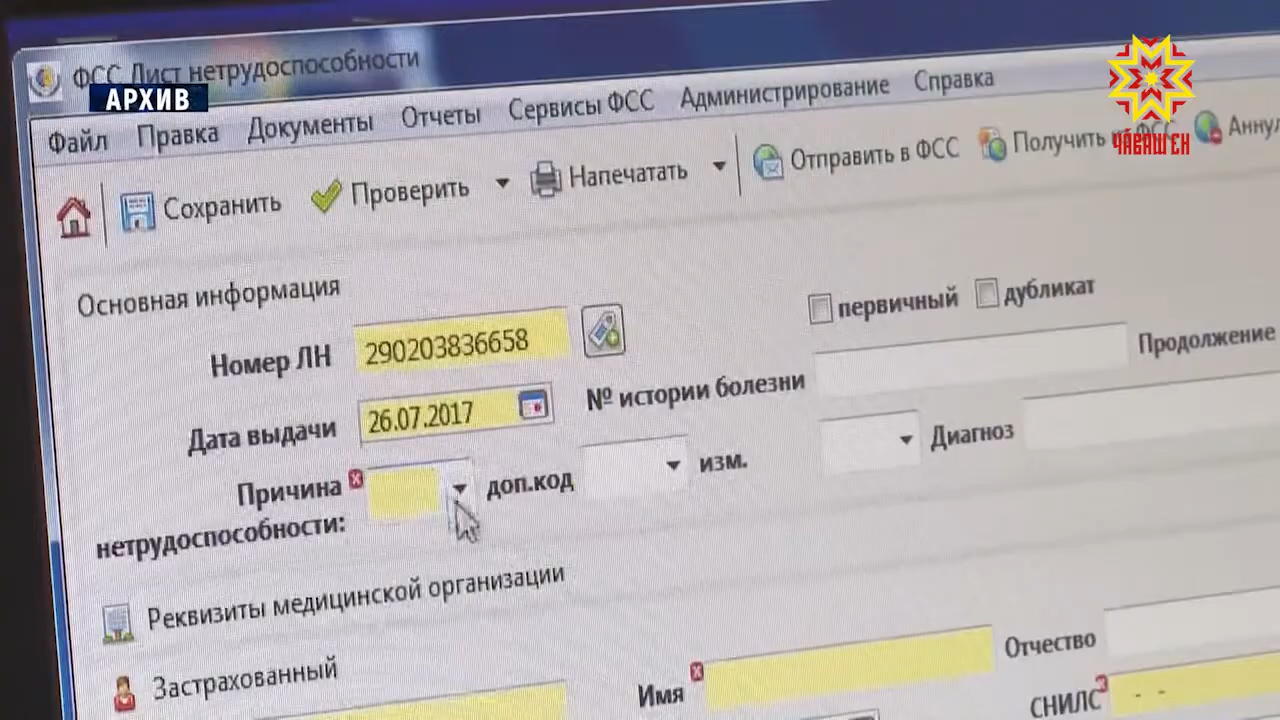 ФСС Лист нетрудоспособности
АРХИВ
Файл Правка Документы Отчеты Сервисы ФСС Администрирование Справка
Сохранить Проверить Напечатать Отправить в ФСС Получить ФСС
ЧӐВАШ ЕН
Основная информация
первичный дубликат
Номер ЛН 290203836658
Продолжение
Дата выдачи 26.07.2017 № истории болезни
Причина доп.код изм. Диагноз
нетрудоспособности:
Реквизиты медицинской организации
Застрахованный
Имя Отчество
СНИЛС - -